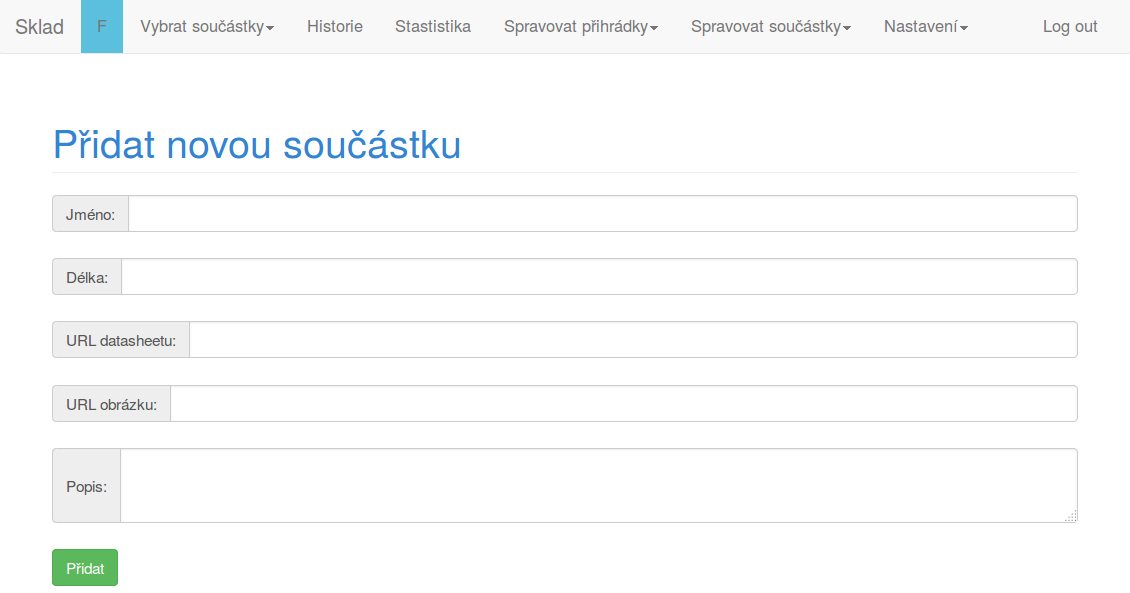 Sklad F Vybrat součástky Historie Stastistika Spravovat přihrádky Spravovat součástky Nastavení Log out
Přidat novou součástku
Jméno:
Délka:
URL datasheetu:
URL obrázku:
Popis:
Přidat